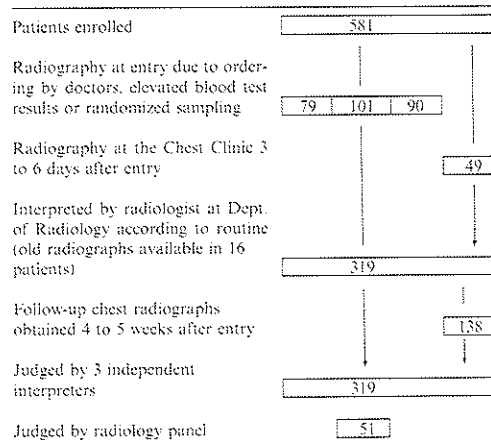 Patients enrolled 581
Radiography at entry due to order-
ing by doctors, elevated blood test
results or randomized sampling 79 101 90
Radiography at the Chest Clinic 3
to 6 days after entry 49
Interpreted by radiologist at Dept.
of Radiology according to routine
(old radiographs available in 16
patients) 319
Follow-up chest radiographs
obtained 4 to 5 weeks after entry 138
Judged by 3 independent
interpreters 319
Judged by radiology panel 51